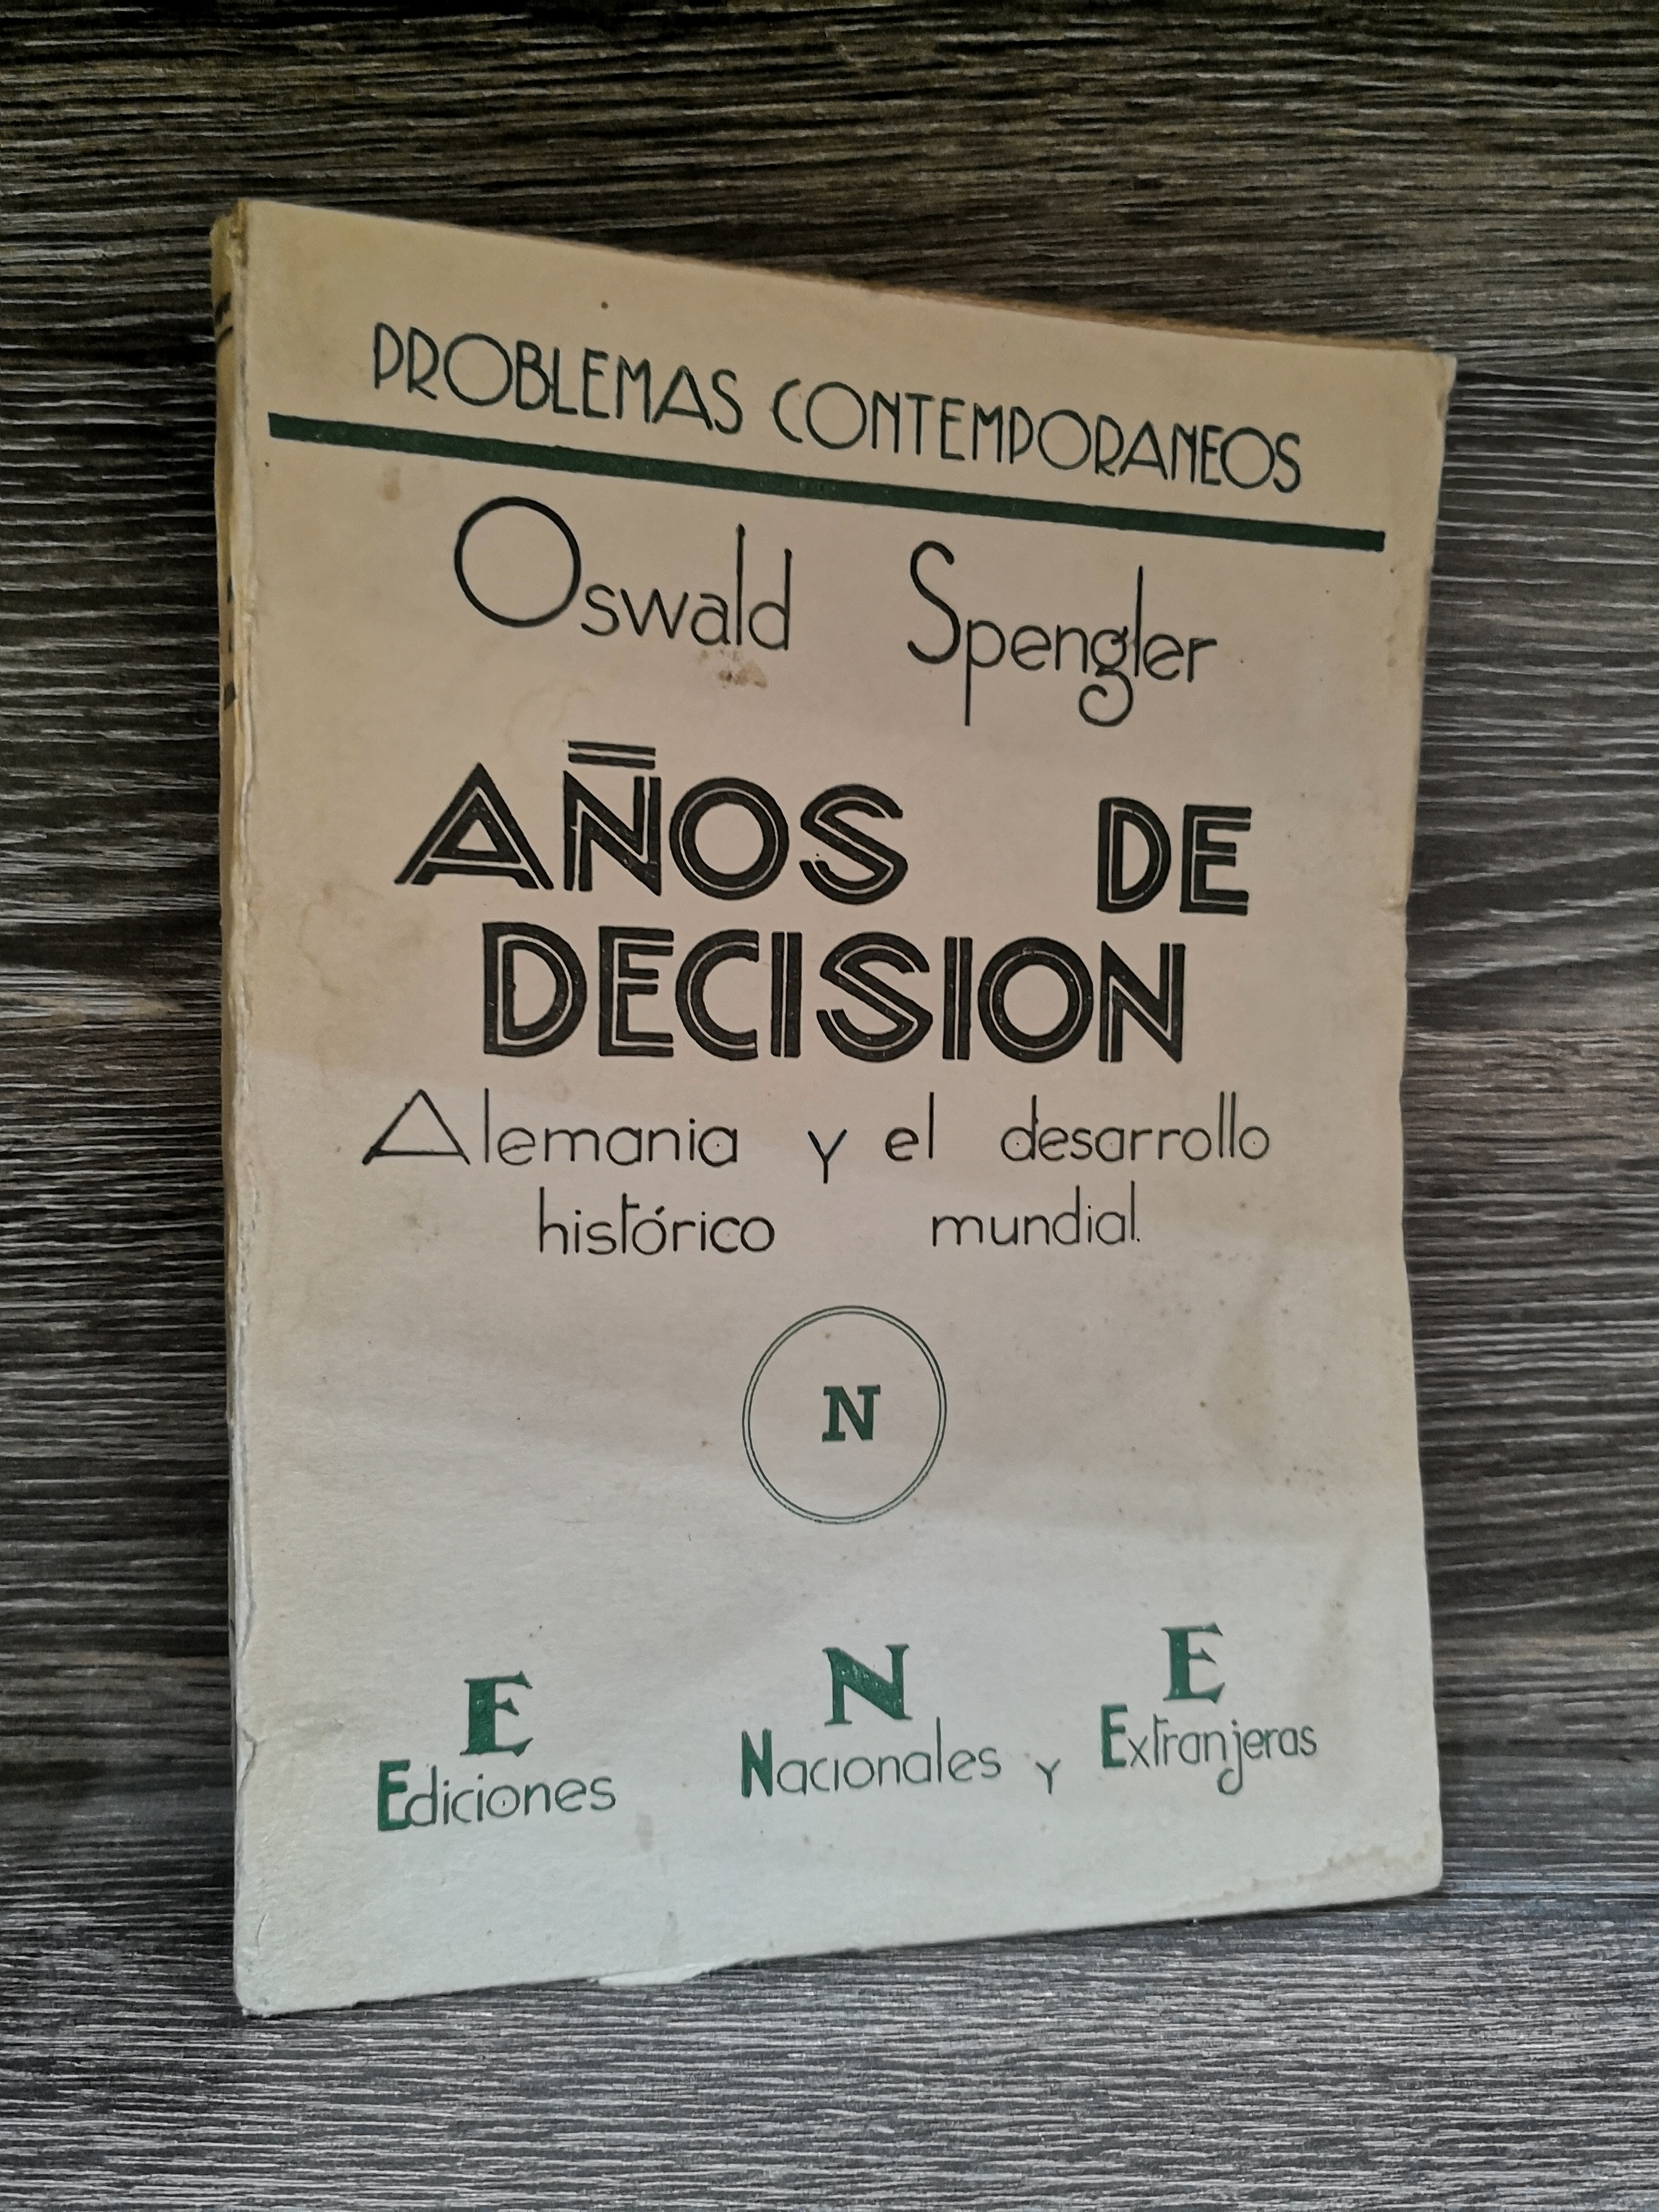 PROBLEMAS CONTEMPORANEOS
Oswald Spengler
AÑOS DE
DECISION
Alemania y el desarrollo
histórico mundial.
N
E N E
Ediciones Nacionales y Extranjeras